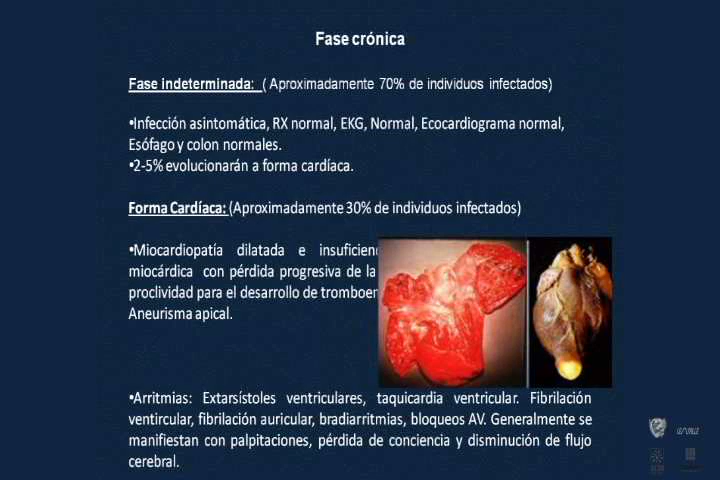 Fase crónica
Fase indeterminada: ( Aproximadamente 70% de individuos infectados)
•Infección asintomática, RX normal, EKG, Normal, Ecocardiograma normal,
Esófago y colon normales.
•2-5% evolucionarán a forma cardíaca.
Forma Cardíaca: (Aproximadamente 30% de individuos infectados)
•Miocardiopatía dilatada e
miocárdica con pérdida progresiva de la
proclividad para el desarrollo de
Aneurisma apical.
•Arritmias: Extarsístoles ventriculares, taquicardia ventricular. Fibrilación
ventircular, fibrilación auricular, bradiarritmias, bloqueos AV. Generalmente se
manifiestan con palpitaciones, pérdida de conciencia y disminución de flujo
cerebral.